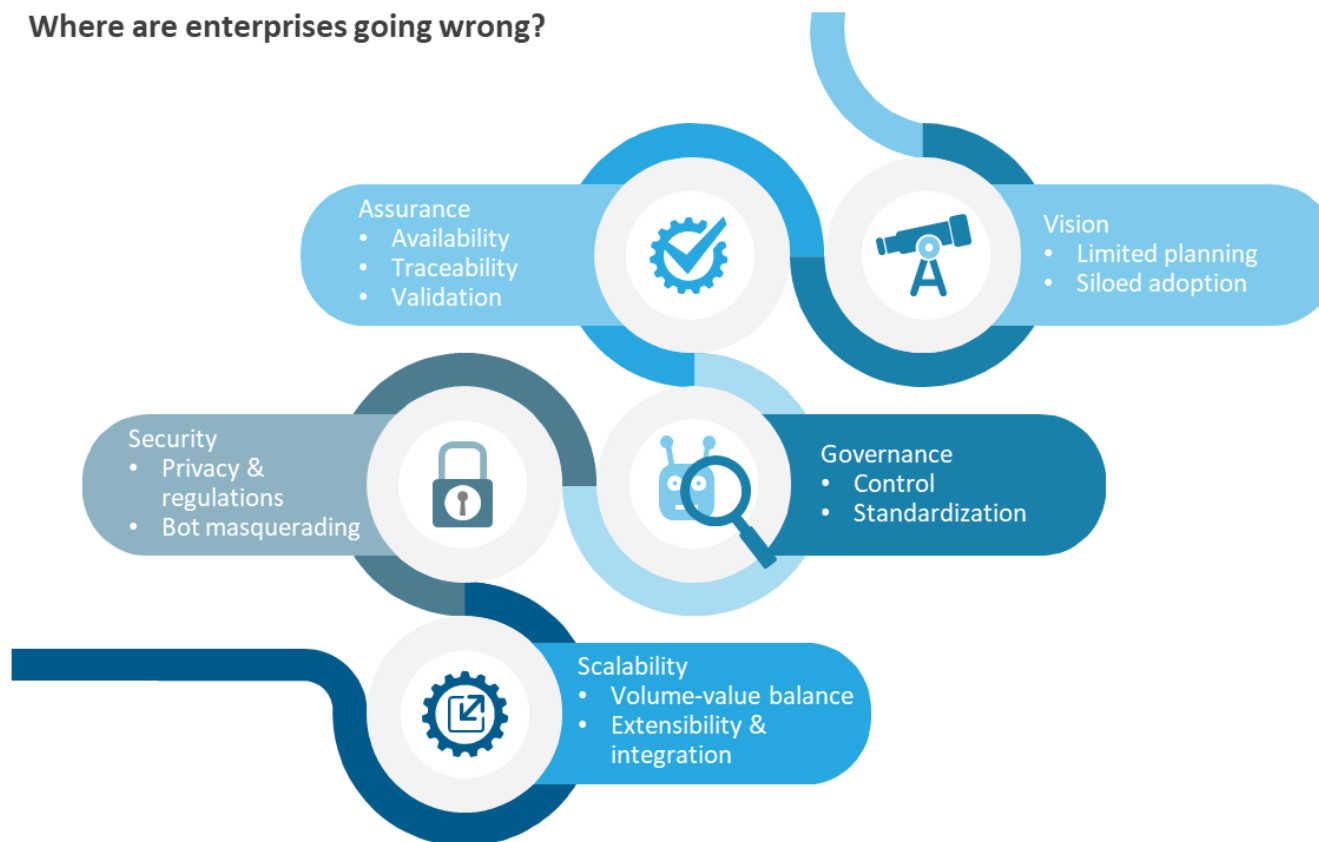 Where are enterprises going wrong?
Assurance
• Availability
• Traceability
• Validation
Vision
• Limited planning
• Siloed adoption
Security
• Privacy &
regulations
• Bot masquerading
Governance
• Control
• Standardization
Scalability
• Volume-value balance
• Extensibility &
integration